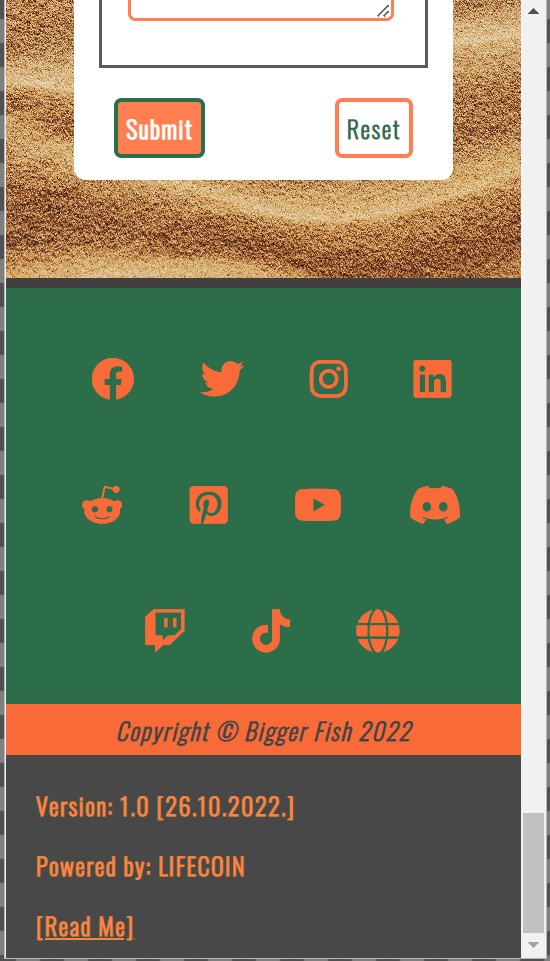 Submit
Reset
Copyright © Bigger Fish 2022
Version: 1.0 [26.10.2022.]
Powered by: LIFECOIN
[Read Me]